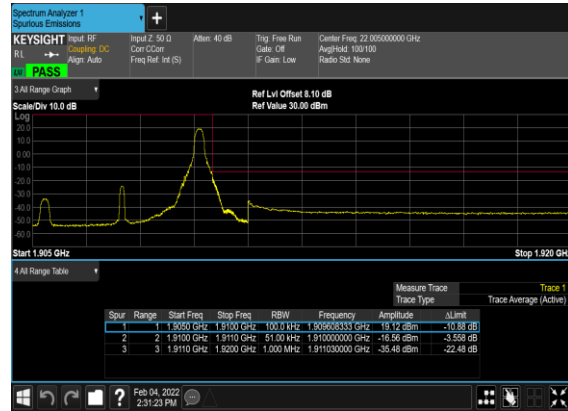 Spectrum Analyzer 1
Spurious Emissions
KEYSIGHT Input: RF Input Z: 50 Ω Atten: 40 dB Trig: Free Run Center Freq: 22.005000000 GHz
RL Coupling: DC Corr CCorr Gate: Off Avg|Hold: 100/100
Align: Auto Freq Ref: Int (S) IF Gain: Low Radio Std: None
LW PASS
3 All Range Graph
Ref Lvl Offset 8.10 dB
Scale/Div 10.0 dB Ref Value 30.00 dBm
Log
20.0
10.0
0.00
-10.0
-20.0
-30.0
-40.0
-50.0
-60.0
Start 1.905 GHz Stop 1.920 GHz
4 All Range Table
Measure Trace Trace 1
Trace Type Trace Average (Active)
Spur Range Start Freq Stop Freq RBW Frequency Amplitude ΔLimit
1 1 1.9050 GHz 1.9100 GHz 100.0 kHz 1.909608333 GHz 19.12 dBm -10.88 dB
2 2 1.9100 GHz 1.9110 GHz 51.00 kHz 1.910000000 GHz -16.56 dBm -3.558 dB
3 3 1.9110 GHz 1.9200 GHz 1.000 MHz 1.911030000 GHz -35.48 dBm -22.48 dB
? Feb 04, 2022
2:31:23 PM